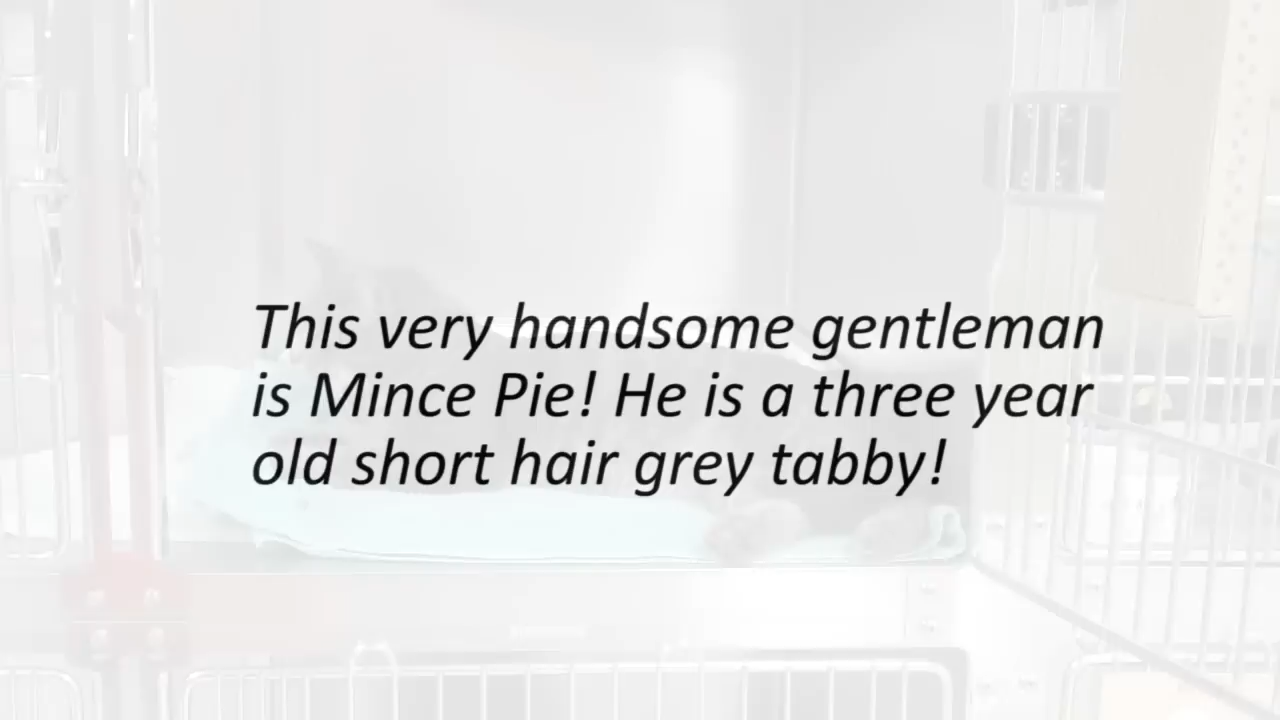 This very handsome gentleman
is Mince Pie! He is a three year
old short hair grey tabby!